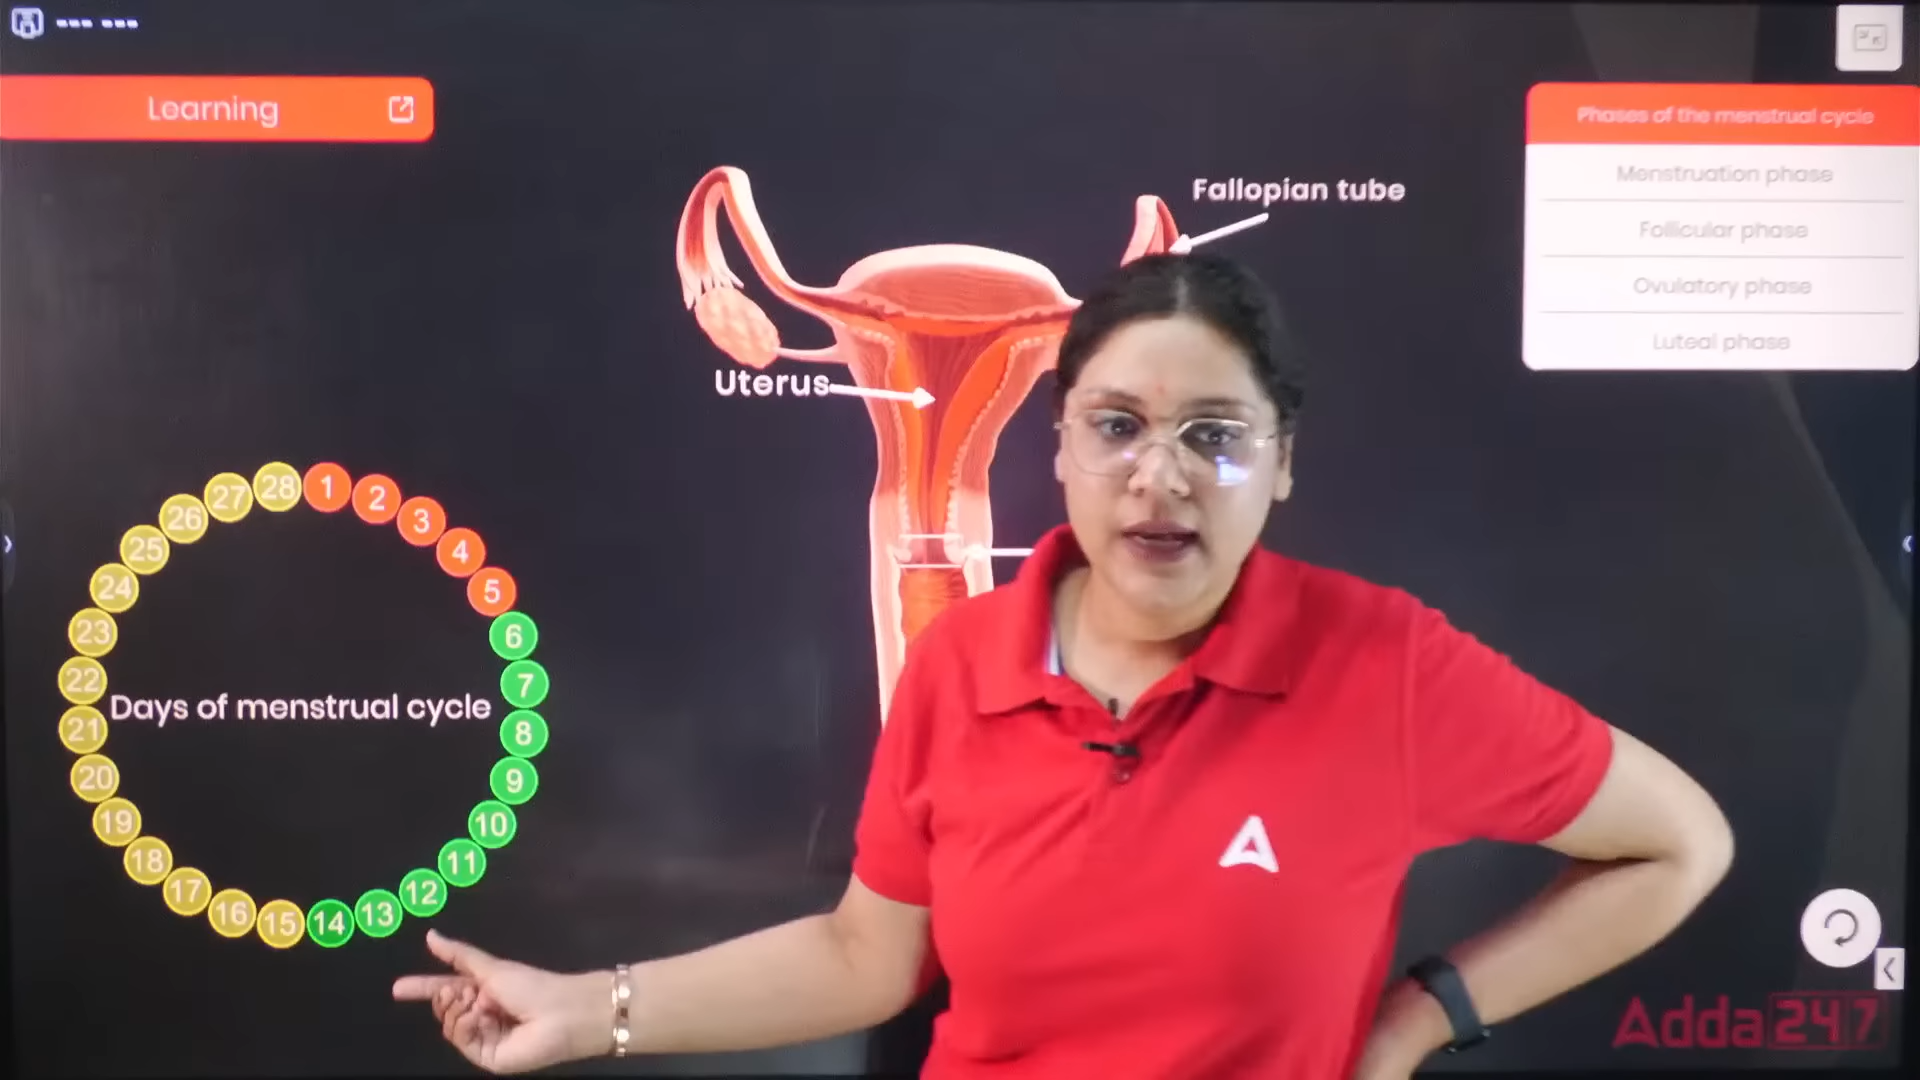 Learning
Phases of the menstrual cycle
Menstruation phase
Follicular phase
Ovulatory phase
Luteal phase
Fallopian tube
Uterus
Days of menstrual cycle
1
2
3
4
5
6
7
8
9
10
11
12
13
14
15
16
17
18
19
20
21
22
23
24
25
26
27
28
Adda247